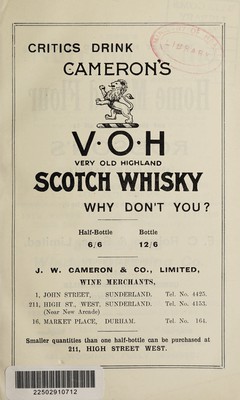 CRITICS DRINK
CAMERON'S
V·O·H
VERY OLD HIGHLAND
SCOTCH WHISKY
WHY DON'T YOU?
Half-Bottle Bottle
6/6 12/6
J. W. CAMERON & CO., LIMITED,
WINE MERCHANTS,
1, JOHN STREET, SUNDERLAND. Tel. No. 4425.
211, HIGH ST., WEST, SUNDERLAND. Tel. No. 4153.
(Near New Arcade)
16, MARKET PLACE, DURHAM. Tel. No. 164.
Smaller quantities than one half-bottle can be purchased at
211, HIGH STREET WEST.
22502910712